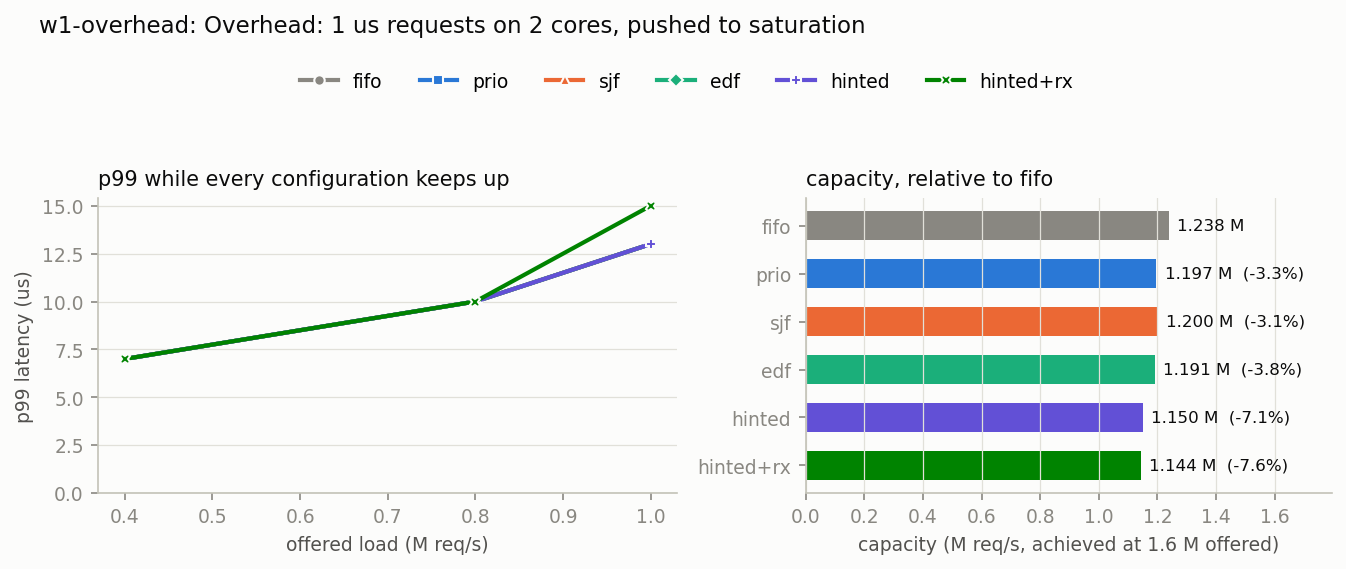 w1-overhead: Overhead: 1 us requests on 2 cores, pushed to saturation
fifo prio sjf edf hinted hinted+rx
p99 while every configuration keeps up
15.0
12.5
10.0
7.5
5.0
2.5
0.0
p99 latency (us)
0.4 0.5 0.6 0.7 0.8 0.9 1.0
offered load (M req/s)
capacity, relative to fifo
fifo 1.238 M
prio 1.197 M (-3.3%)
sjf 1.200 M (-3.1%)
edf 1.191 M (-3.8%)
hinted 1.150 M (-7.1%)
hinted+rx 1.144 M (-7.6%)
0.0 0.2 0.4 0.6 0.8 1.0 1.2 1.4 1.6
capacity (M req/s, achieved at 1.6 M offered)